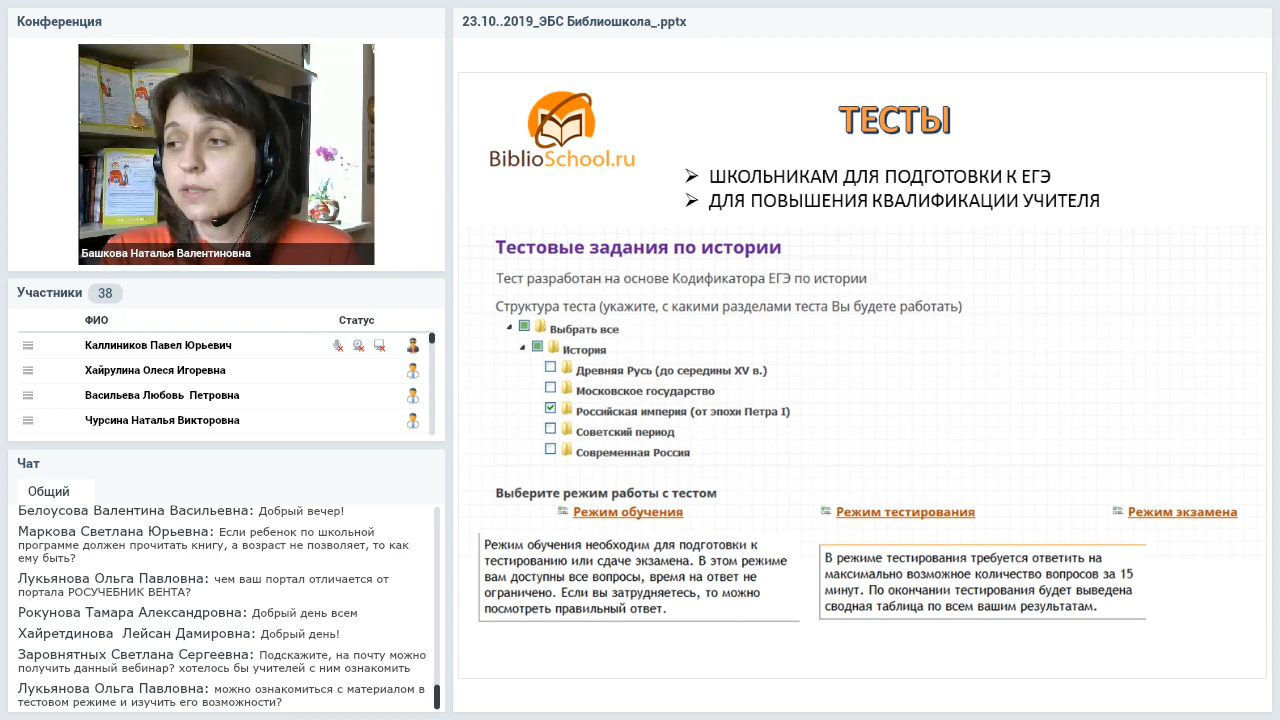 Конференция
Башкова Наталья Валентиновна
Участники 38
ФИО Статус
Каллиников Павел Юрьевич
Хайрулина Олеся Игоревна
Васильева Любовь Петровна
Чурсина Наталья Викторовна
Чат
Общий
Белоусова Валентина Васильевна: Добрый вечер!
Маркова Светлана Юрьевна: Если ребенок по школьной
программе должен прочитать книгу, а возраст не позволяет, то как
ему быть?
Лукьянова Ольга Павловна: чем ваш портал отличается от
портала РОСУЧЕБНИК ВЕНТА?
Рокунова Тамара Александровна: Добрый день всем
Хайретдинова Лейсан Дамировна: Добрый день!
Заровнятных Светлана Сергеевна: Подскажите, на почту можно
получить данный вебинар? хотелось бы учителей с ним ознакомить
Лукьянова Ольга Павловна: можно ознакомиться с материалом в
тестовом режиме и изучить его возможности?
23.10..2019_ЭБС Библиошкола_.pptx
BiblioSchool.ru
ТЕСТЫ
➢ ШКОЛЬНИКАМ ДЛЯ ПОДГОТОВКИ К ЕГЭ
➢ ДЛЯ ПОВЫШЕНИЯ КВАЛИФИКАЦИИ УЧИТЕЛЯ
Тестовые задания по истории
Тест разработан на основе Кодификатора ЕГЭ по истории
Структура теста (укажите, с какими разделами теста Вы будете работать)
Выбрать все
История
Древняя Русь (до середины XV в.)
Московское государство
Российская империя (от эпохи Петра I)
Советский период
Современная Россия
Выберите режим работы с тестом
Режим обучения Режим тестирования Режим экзамена
Режим обучения необходим для подготовки к
тестированию или сдаче экзамена. В этом режиме
вам доступны все вопросы, время на ответ не
ограничено. Если вы затрудняетесь, то можно
посмотреть правильный ответ.
В режиме тестирования требуется ответить на
максимально возможное количество вопросов за 15
минут. По окончании тестирования будет выведена
сводная таблица по всем вашим результатам.